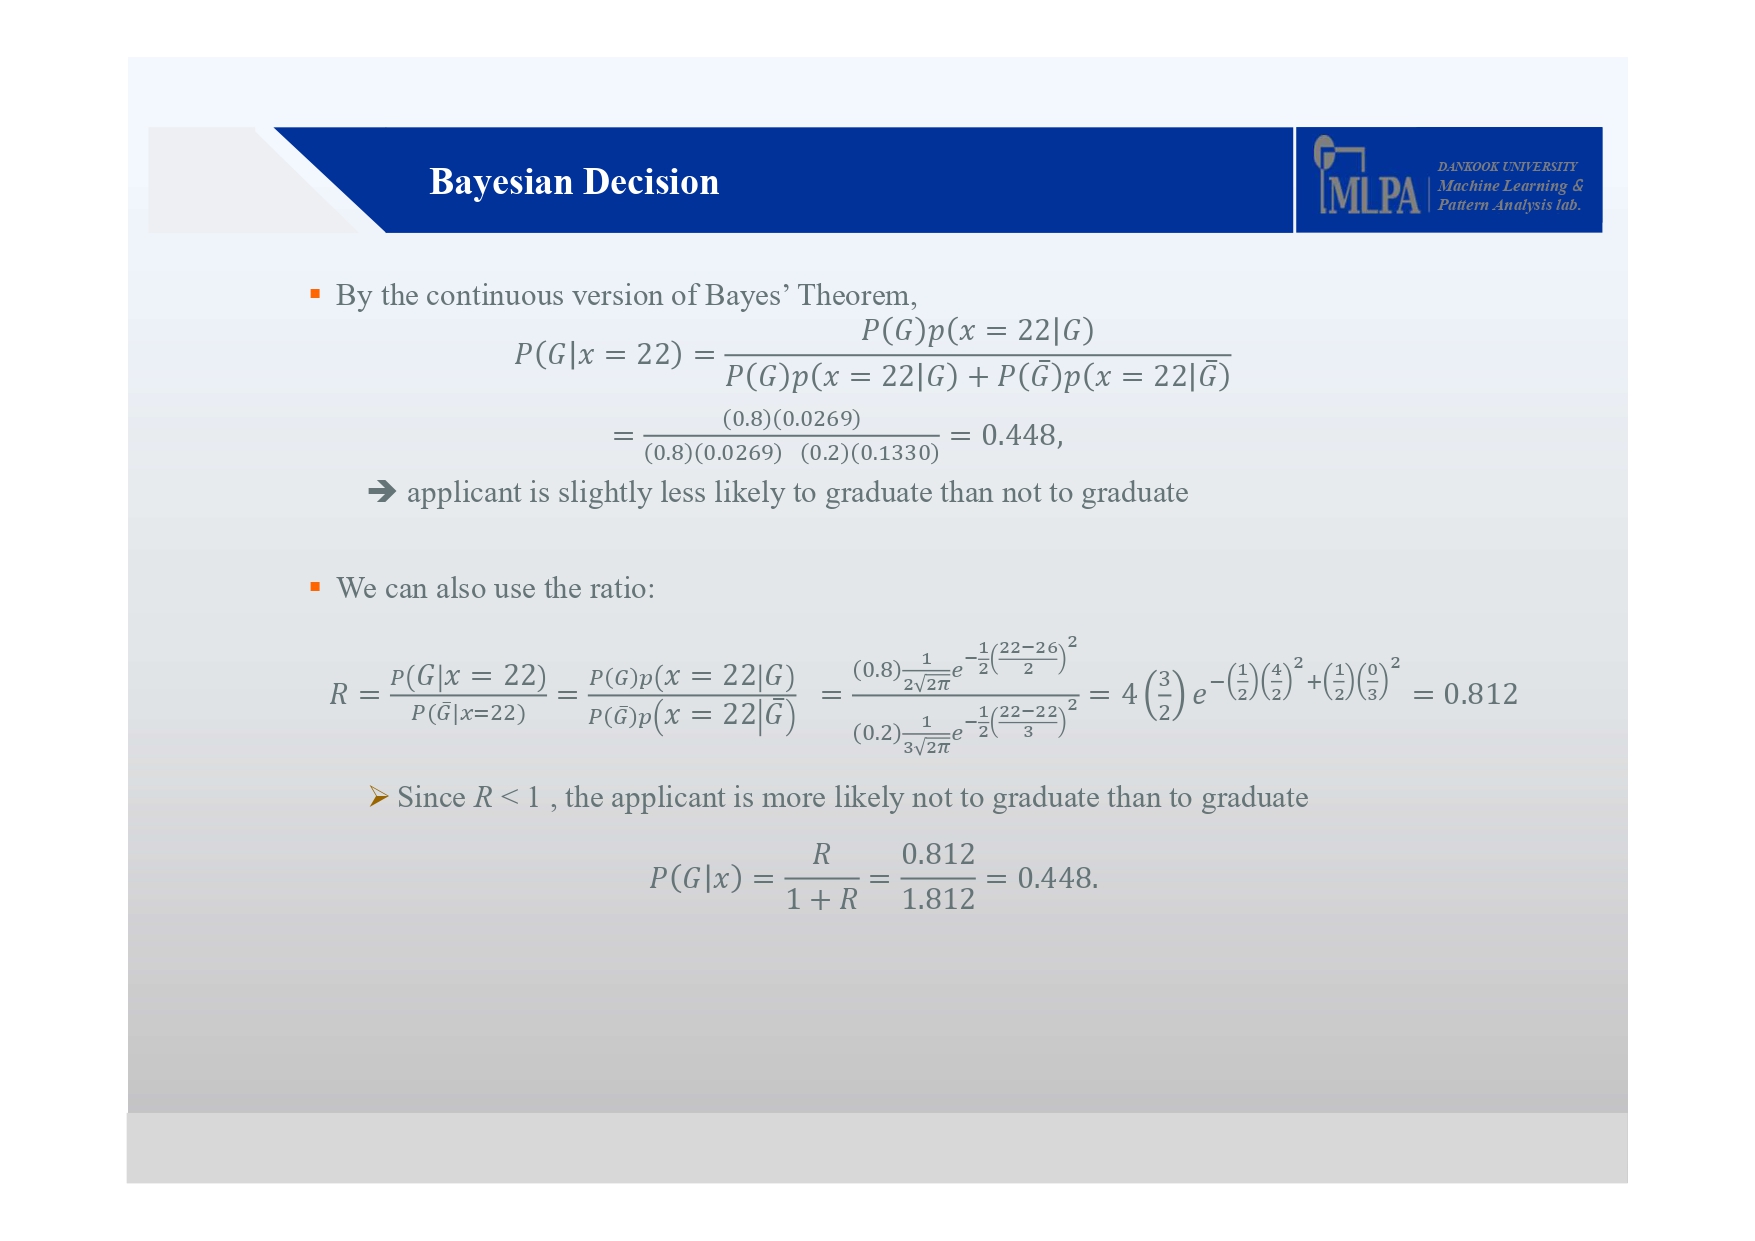 Bayesian Decision
MLPA
DANKOOK UNIVERSITY
Machine Learning &
Pattern Analysis lab.
▪ By the continuous version of Bayes’ Theorem,
P(G|x = 22) = \frac{P(G)p(x = 22|G)}{P(G)p(x = 22|G) + P(\bar{G})p(x = 22|\bar{G})}
= \frac{(0.8)(0.0269)}{(0.8)(0.0269) \quad (0.2)(0.1330)} = 0.448,
➔ applicant is slightly less likely to graduate than not to graduate
▪ We can also use the ratio:
R = \frac{P(G|x = 22)}{P(\bar{G}|x=22)} = \frac{P(G)p(x = 22|G)}{P(\bar{G})p(x = 22|\bar{G})} = \frac{(0.8)\frac{1}{2\sqrt{2\pi}}e^{-\frac{1}{2}\left(\frac{22-26}{2}\right)^2}}{(0.2)\frac{1}{3\sqrt{2\pi}}e^{-\frac{1}{2}\left(\frac{22-22}{3}\right)^2}} = 4\left(\frac{3}{2}\right)e^{-\left(\frac{1}{2}\right)\left(\frac{4}{2}\right)^2+\left(\frac{1}{2}\right)\left(\frac{0}{3}\right)^2} = 0.812
➢ Since R < 1 , the applicant is more likely not to graduate than to graduate
P(G|x) = \frac{R}{1 + R} = \frac{0.812}{1.812} = 0.448.